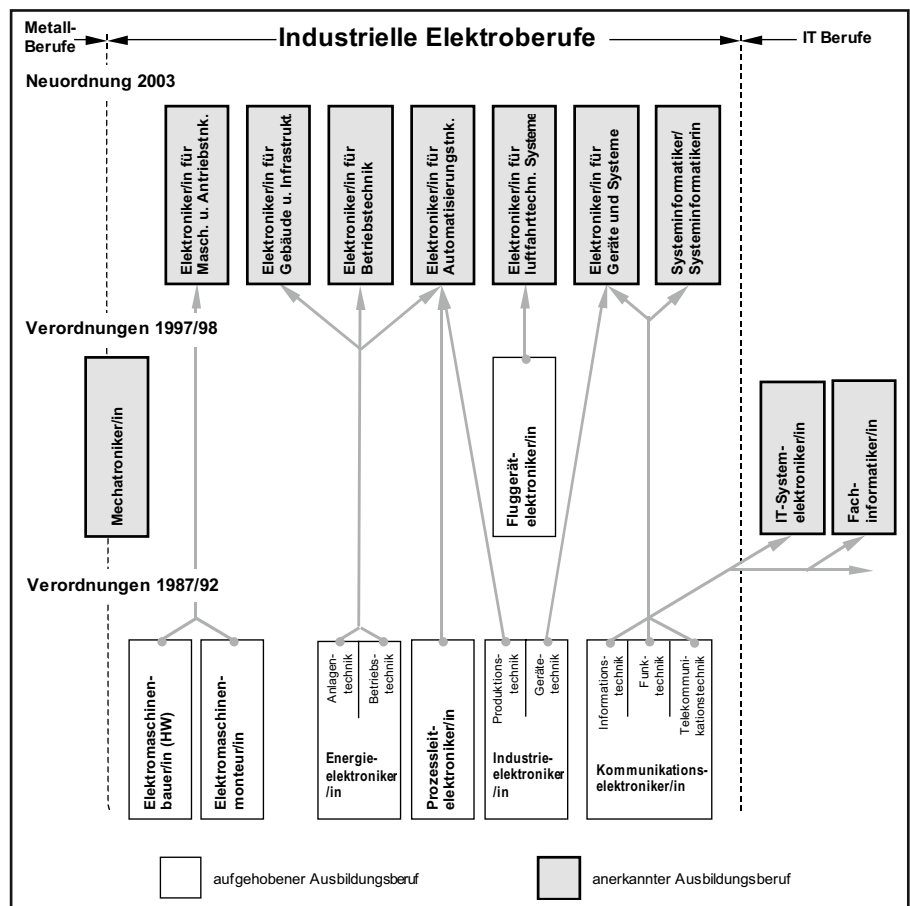 Metall-
Berufe
Industrielle Elektroberufe
IT Berufe
Neuordnung 2003
Elektroniker/in für
Masch. u. Antriebstnk.
Elektroniker/in für
Gebäude u. Infrastrukt.
Elektroniker/in für
Betriebstechnik
Elektroniker/in für
Automatisierungstnk.
Elektroniker/in für
luftfahrttechn. Systeme
Elektroniker/in für
Geräte und Systeme
Systeminformatiker/
Systeminformatikerin
Verordnungen 1997/98
Mechatroniker/in
Fluggerät-
elektroniker/in
IT-System-
elektroniker/in
Fach-
informatiker/in
Verordnungen 1987/92
Elektromaschinen-
bauer/in (HW)
Elektromaschinen-
monteur/in
Anlagen-
technik
Betriebs-
technik
Energie-
elektroniker
/in
Prozessleit-
elektroniker/in
Produktions-
technik
Geräte-
technik
Industrie-
elektroniker
/in
Informations-
technik
Funk-
technik
Telekommuni-
kationstechnik
Kommunikations-
elektroniker/in
aufgehobener Ausbildungsberuf
anerkannter Ausbildungsberuf